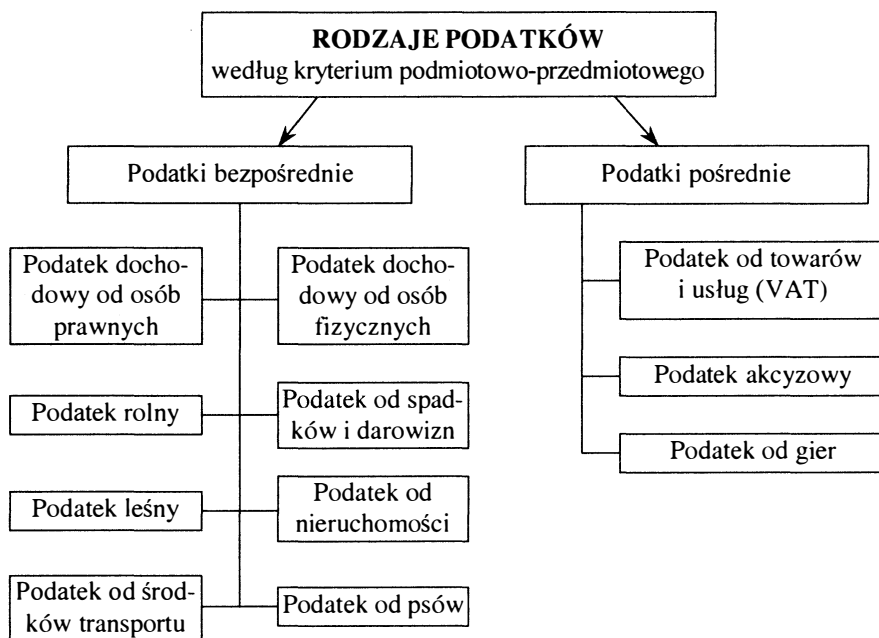 RODZAJE PODATKÓW
według kryterium podmiotowo-przedmiotowego
Podatki bezpośrednie
Podatki pośrednie
Podatek docho-
dowy od osób
prawnych
Podatek docho-
dowy od osób
fizycznych
Podatek od towarów
i usług (VAT)
Podatek rolny
Podatek od spad-
ków i darowizn
Podatek akcyzowy
Podatek od gier
Podatek leśny
Podatek od
nieruchomości
Podatek od środ-
ków transportu
Podatek od psów